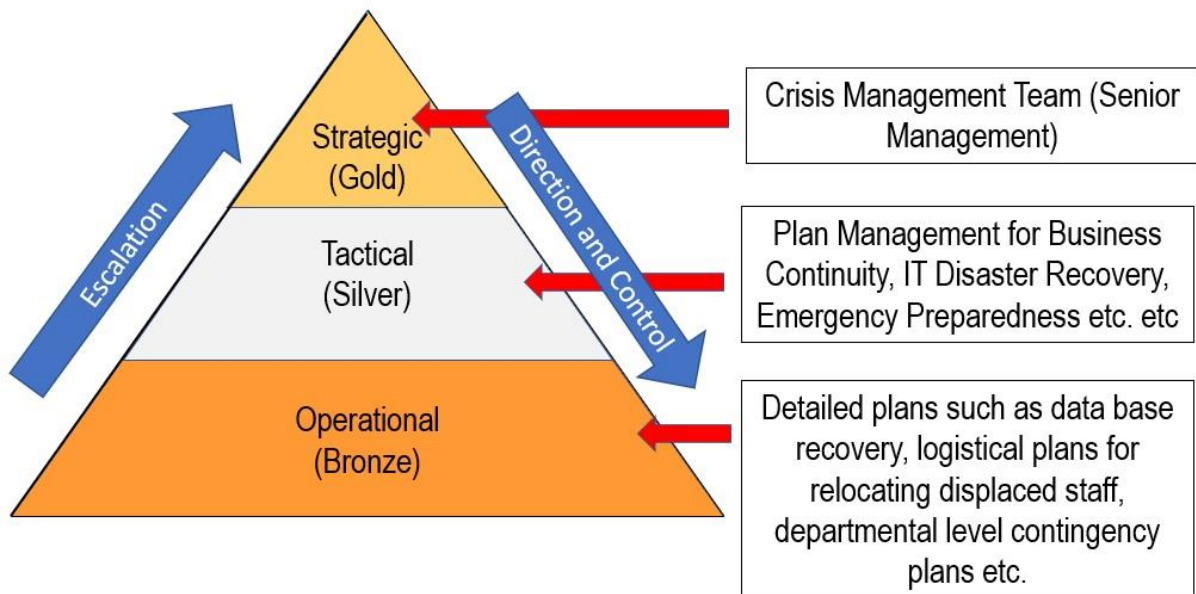 Escalation
Strategic
(Gold)
Tactical
(Silver)
Operational
(Bronze)
Direction and Control
Crisis Management Team (Senior
Management)
Plan Management for Business
Continuity, IT Disaster Recovery,
Emergency Preparedness etc. etc
Detailed plans such as data base
recovery, logistical plans for
relocating displaced staff,
departmental level contingency
plans etc.